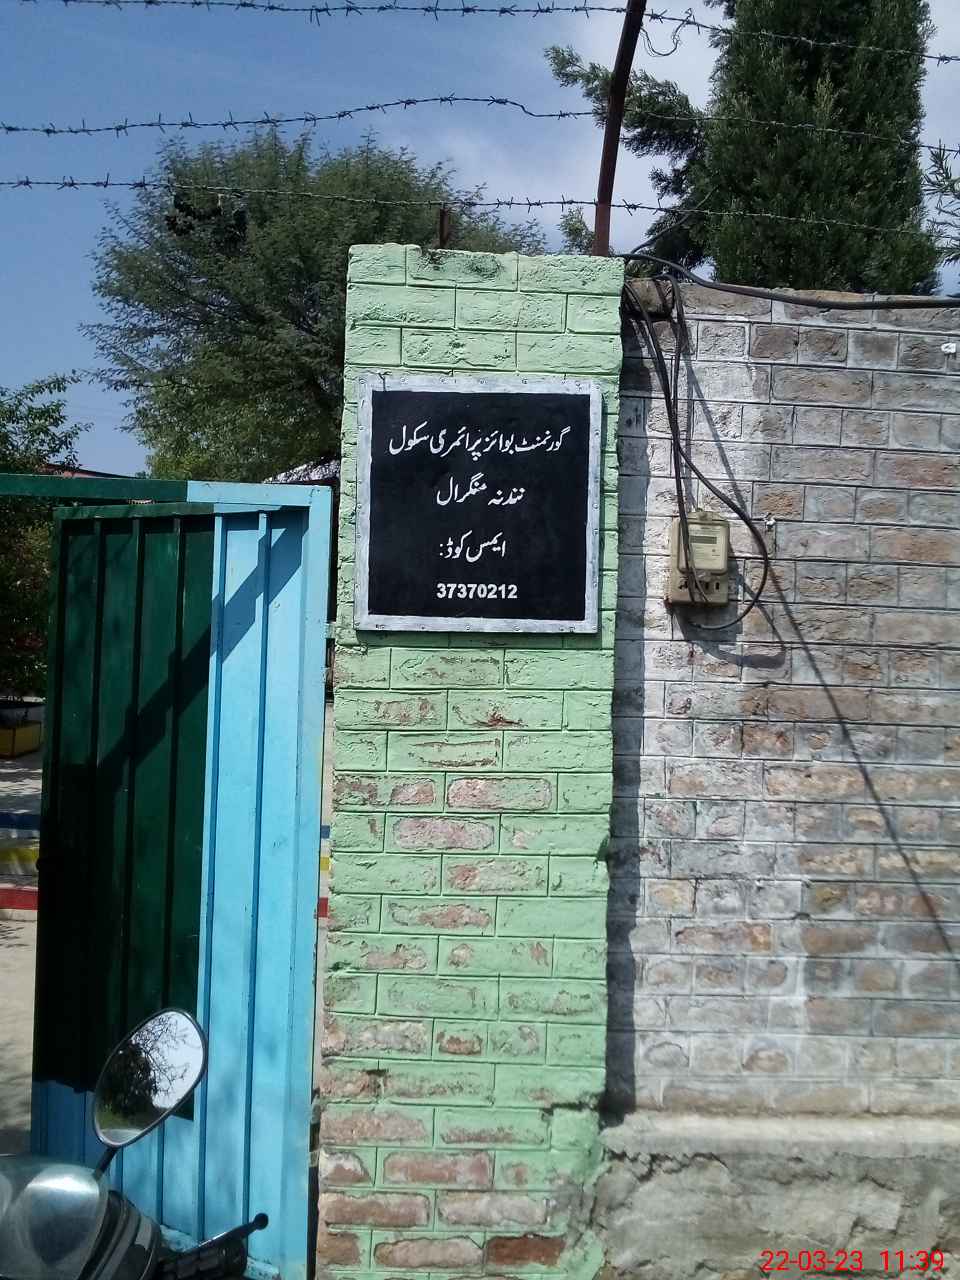 گورنمنٹ بوائز پرائمری سکول
نندنہ منگرال
ایمس کوڈ:
37370212
22-03-23 11:39